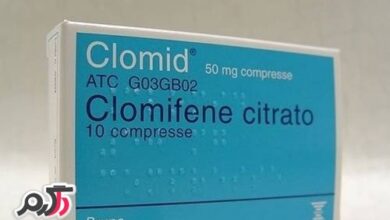 Clomid® 50 mg compresse
ATC G03GB02
Clomifene citrato
10 compresse